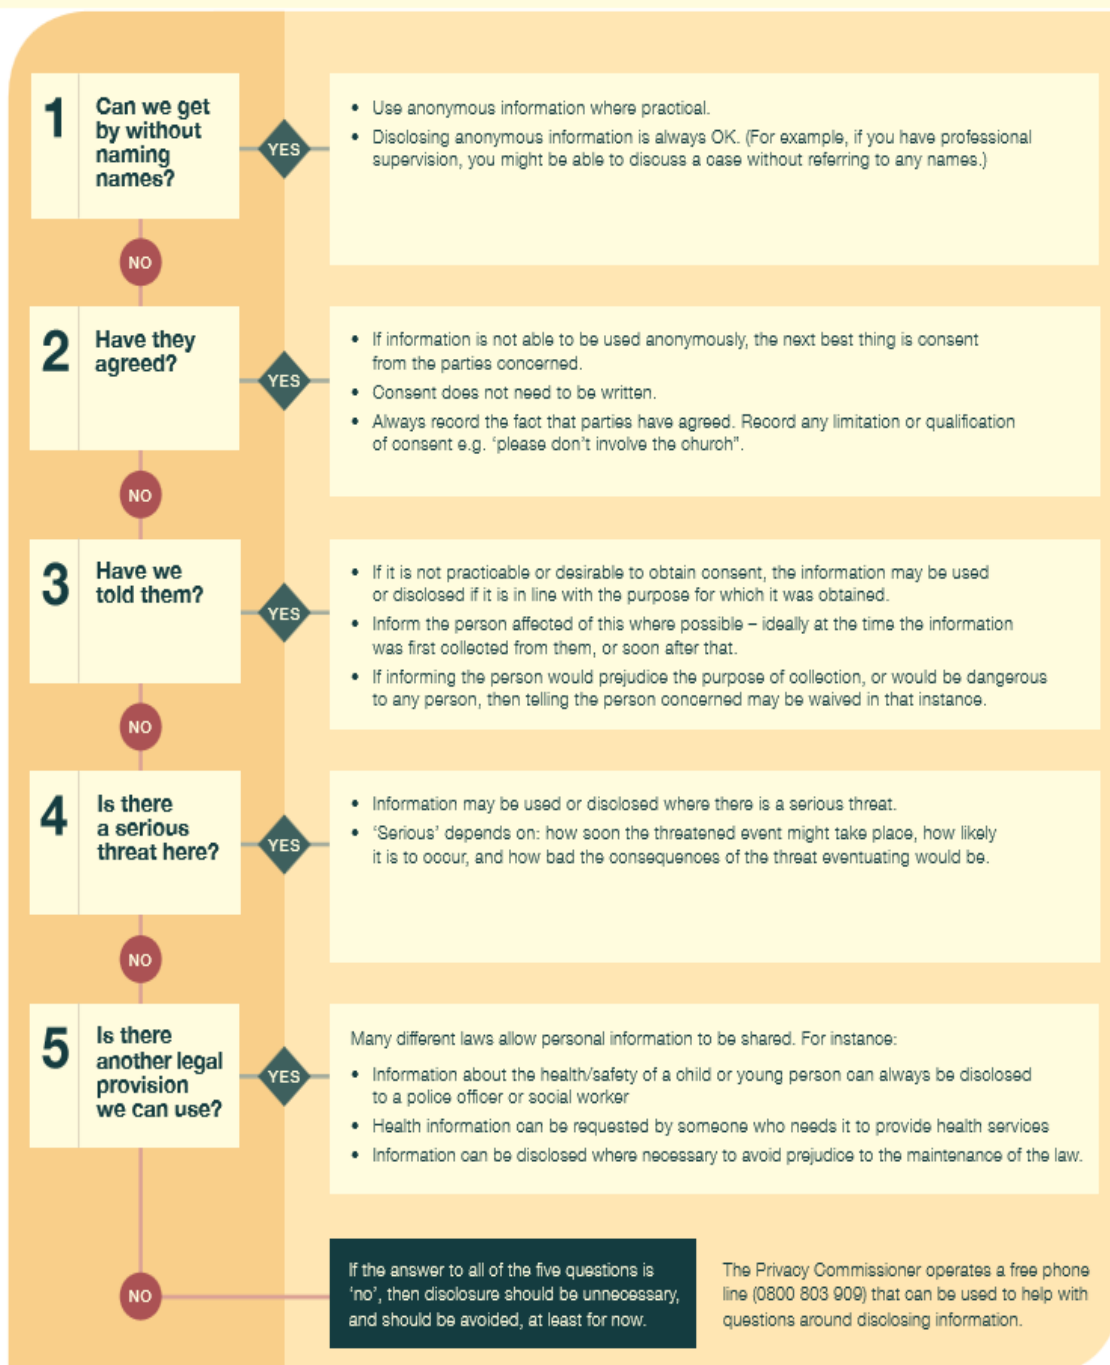 1
Can we get
by without
naming
names?
YES
• Use anonymous information where practical.
• Disclosing anonymous information is always OK. (For example, if you have professional
supervision, you might be able to discuss a case without referring to any names.)
NO
2
Have they
agreed?
YES
• If information is not able to be used anonymously, the next best thing is consent
from the parties concerned.
• Consent does not need to be written.
• Always record the fact that parties have agreed. Record any limitation or qualification
of consent e.g. ‘please don’t involve the church”.
NO
3
Have we
told them?
YES
• If it is not practicable or desirable to obtain consent, the information may be used
or disclosed if it is in line with the purpose for which it was obtained.
• Inform the person affected of this where possible – ideally at the time the information
was first collected from them, or soon after that.
• If informing the person would prejudice the purpose of collection, or would be dangerous
to any person, then telling the person concerned may be waived in that instance.
NO
4
Is there
a serious
threat here?
YES
• Information may be used or disclosed where there is a serious threat.
• ‘Serious’ depends on: how soon the threatened event might take place, how likely
it is to occur, and how bad the consequences of the threat eventuating would be.
NO
5
Is there
another legal
provision
we can use?
YES
Many different laws allow personal information to be shared. For instance:
• Information about the health/safety of a child or young person can always be disclosed
to a police officer or social worker
• Health information can be requested by someone who needs it to provide health services
• Information can be disclosed where necessary to avoid prejudice to the maintenance of the law.
NO
If the answer to all of the five questions is
‘no’, then disclosure should be unnecessary,
and should be avoided, at least for now.
The Privacy Commissioner operates a free phone
line (0800 803 909) that can be used to help with
questions around disclosing information.